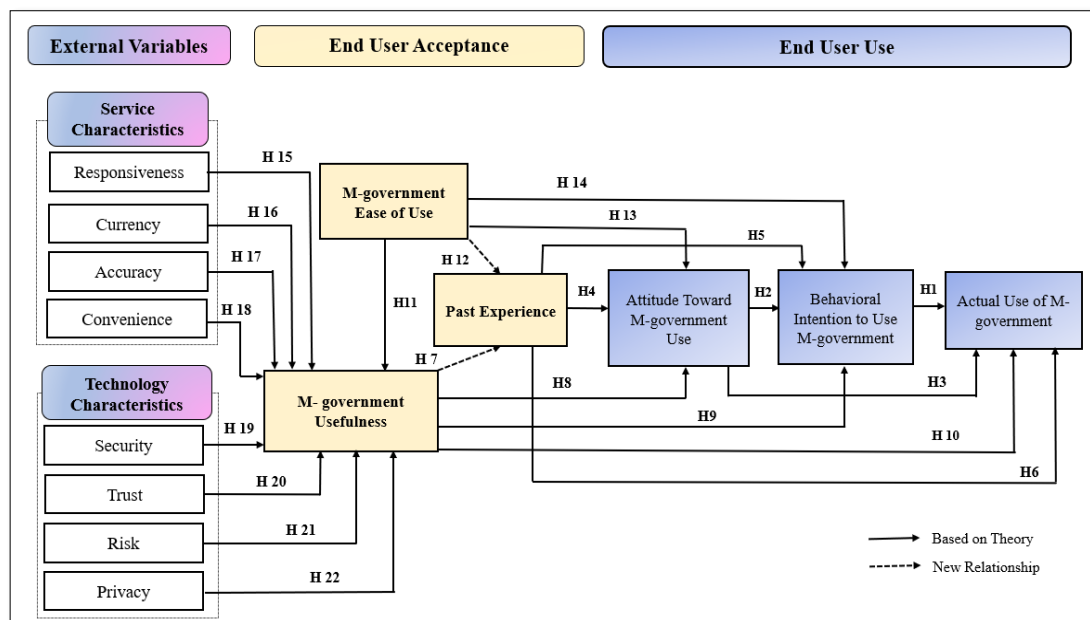 External Variables
End User Acceptance
End User Use
Service
Characteristics
Responsiveness
Currency
Accuracy
Convenience
Technology
Characteristics
Security
Trust
Risk
Privacy
H 15
H 16
H 17
H 18
H 19
H 20
H 21
H 22
M-government
Ease of Use
H 14
H 13
H 12
H5
H11
Past Experience
H4
H 7
M- government
Usefulness
Attitude Toward
M-government
Use
H2
Behavioral
Intention to Use
M-government
H1
Actual Use of M-
government
H8
H3
H9
H 10
H6
Based on Theory
New Relationship